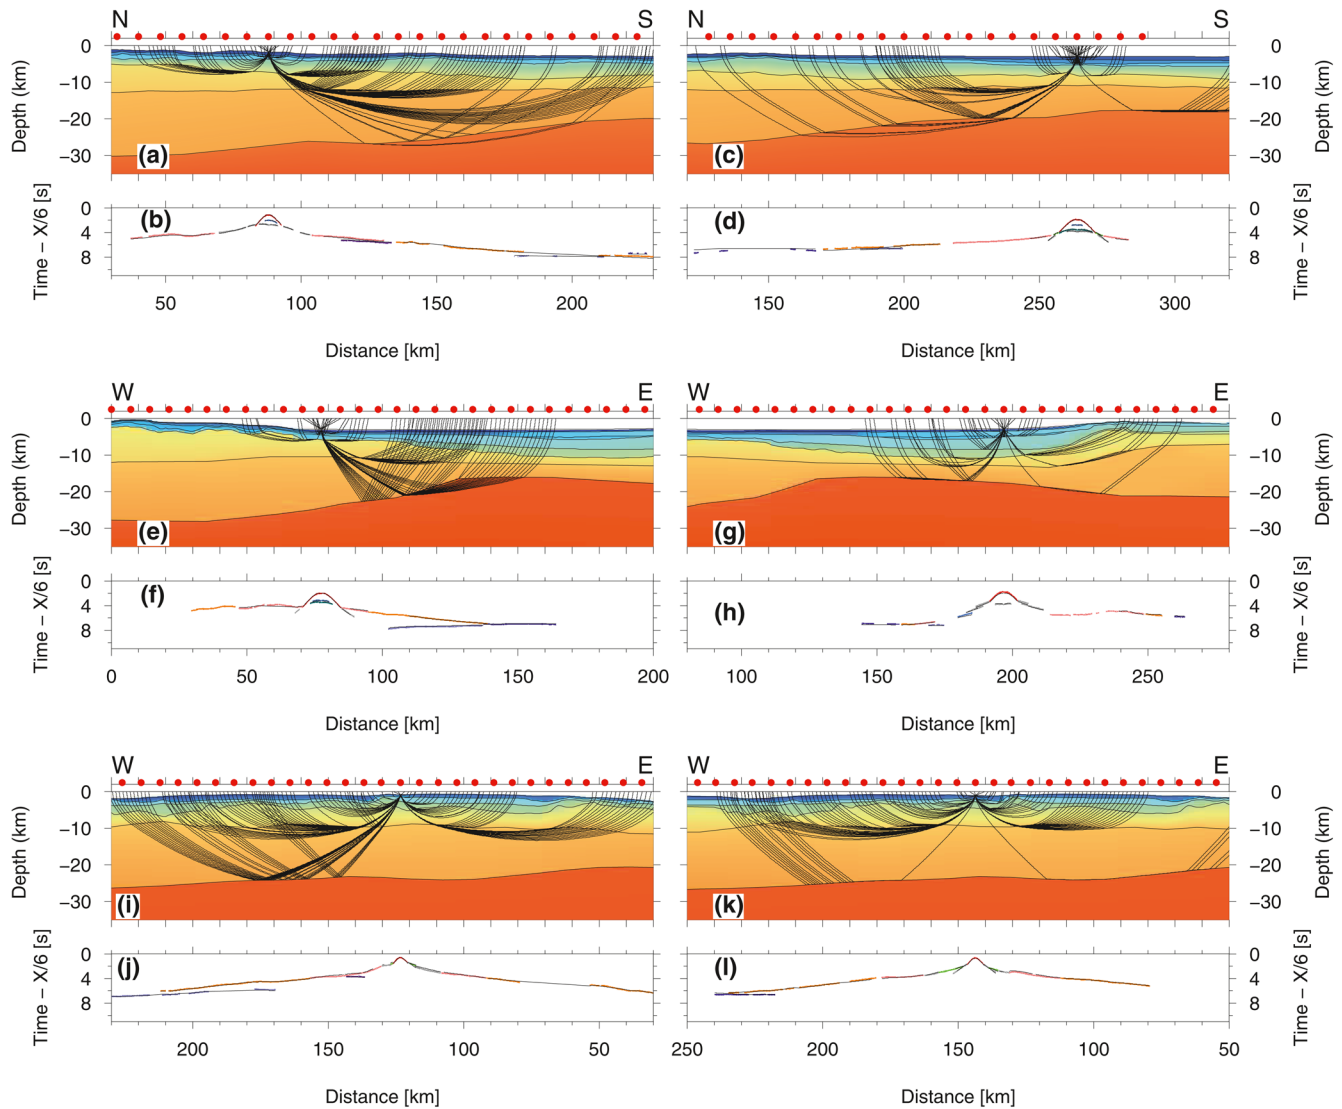 N S N S
0 0
−10 −10
−20 −20
−30 −30
Depth (km) Depth (km)
(a) (c)
0 0
4 4
8 8
Time − X/6 [s] Time − X/6 [s]
(b) (d)
50 100 150 200 150 200 250 300
Distance [km] Distance [km]
W E W E
0 0
−10 −10
−20 −20
−30 −30
Depth (km) Depth (km)
(e) (g)
0 0
4 4
8 8
Time − X/6 [s] Time − X/6 [s]
(f) (h)
0 50 100 150 200 100 150 200 250
Distance [km] Distance [km]
W E W E
0 0
−10 −10
−20 −20
−30 −30
Depth (km) Depth (km)
(i) (k)
0 0
4 4
8 8
Time − X/6 [s] Time − X/6 [s]
(j) (l)
200 150 100 50 250 200 150 100 50
Distance [km] Distance [km]